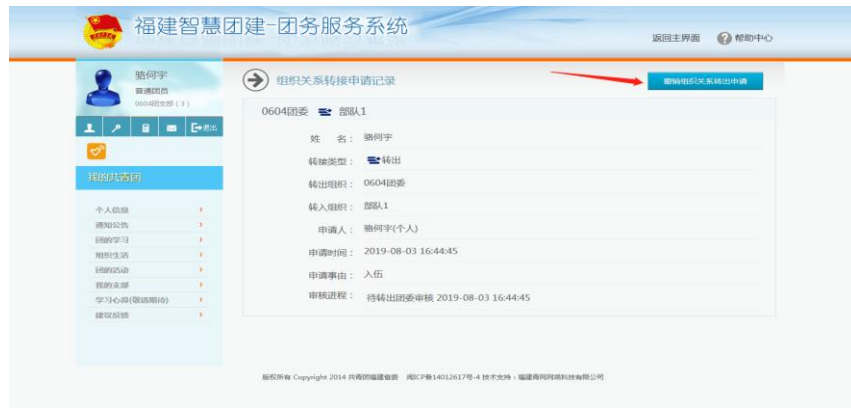 福建智慧团建-团务服务系统
返回主界面
帮助中心
骆何宇
普通团员
0604团支部（3）
退出
我的共青团
个人信息
通知公告
团的学习
组织生活
团的活动
我的支部
学习心得(敬请期待)
建议反馈
组织关系转接申请记录
撤销组织关系转出申请
0604团委 部队1
姓 名： 骆何宇
转接类型： 转出
转出组织： 0604团委
转入组织： 部队1
申请人： 骆何宇(个人)
申请时间： 2019-08-03 16:44:45
申请事由： 入伍
审核进程： 待转出团委审核 2019-08-03 16:44:45
版权所有 Copyright 2014 共青团福建省委 闽ICP备14012617号-4 技术支持：福建青网网络科技有限公司